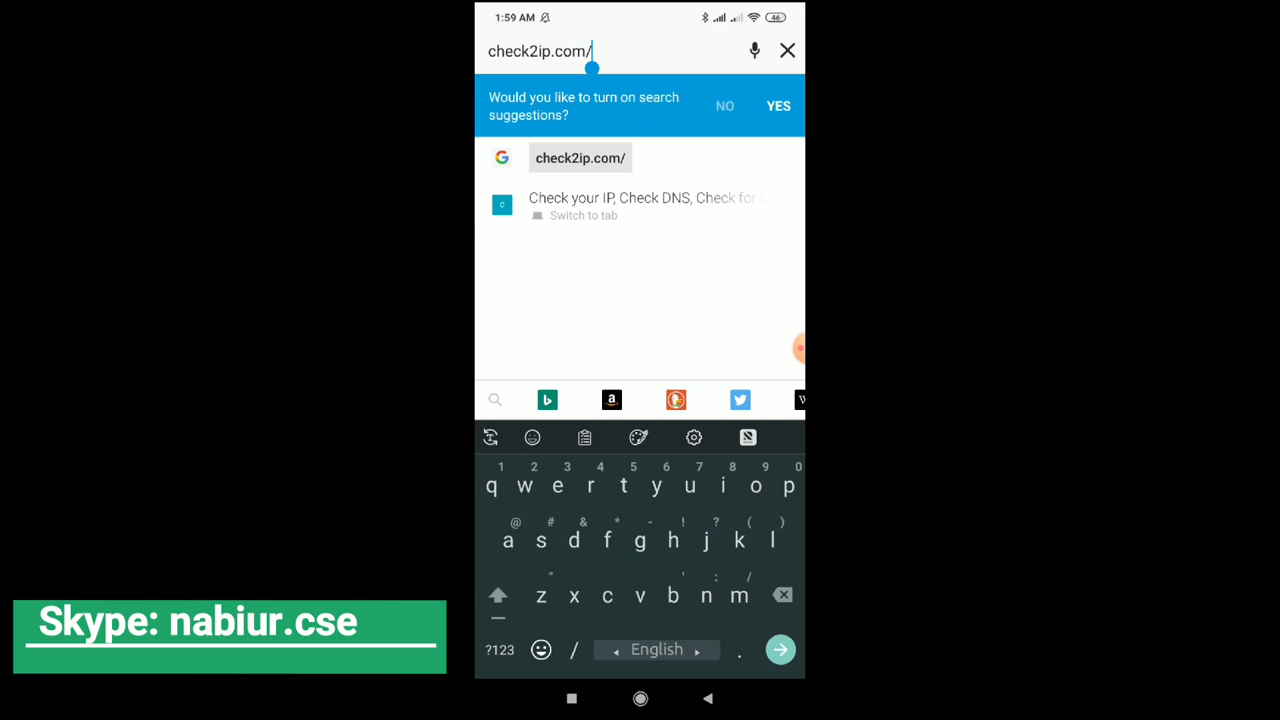 1:59 AM
46
check2ip.com/
Would you like to turn on search
suggestions?
NO
YES
check2ip.com/
c
Check your IP, Check DNS, Check for
Switch to tab
1 2 3 4 5 6 7 8 9 0
q w e r t y u i o p
@ # & * - ! ? ( )
a s d f g h j k l
" ' : /
z x c v b n m
?123 / English .
Skype: nabiur.cse